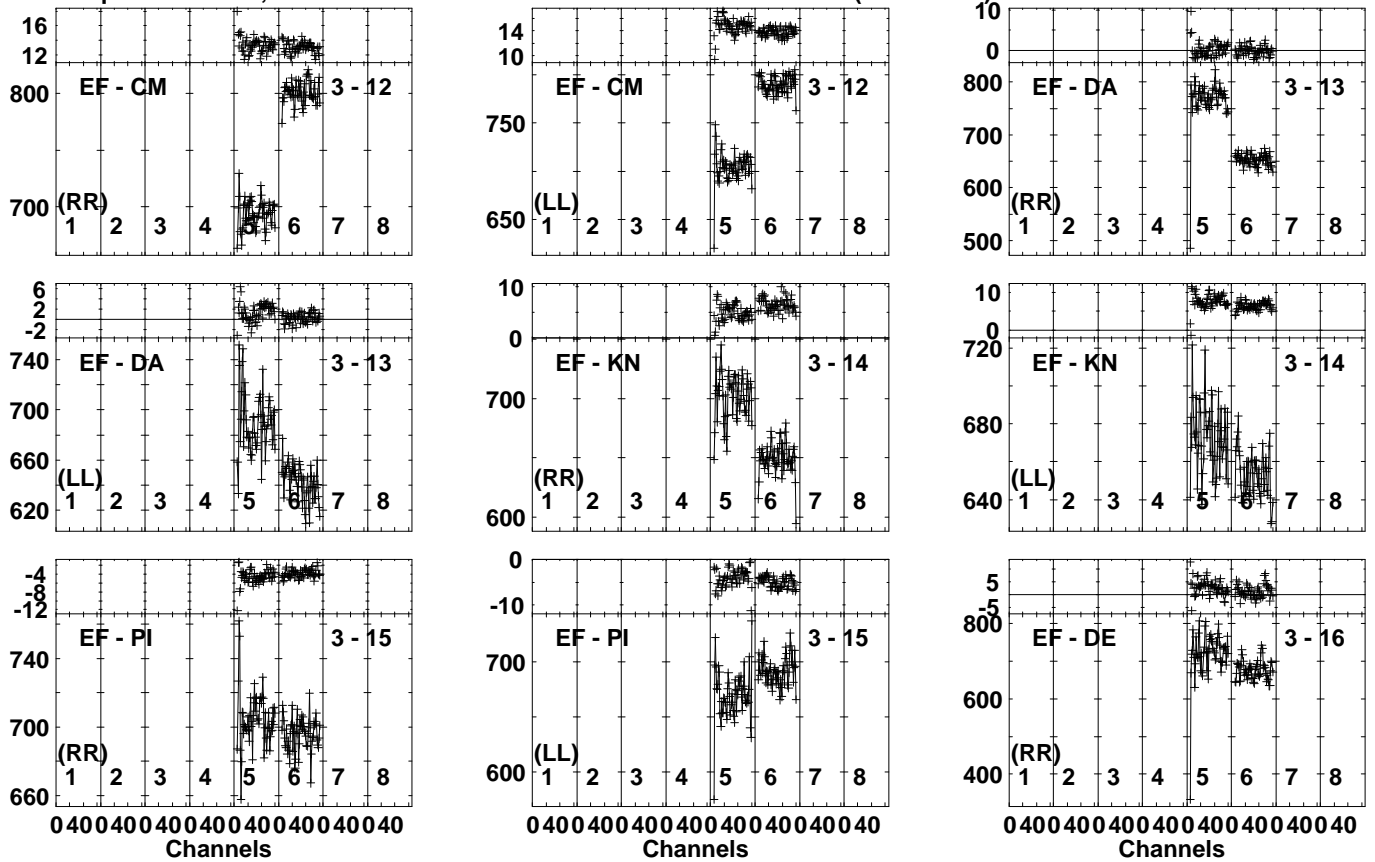 16
12
EF - CM 3 - 12
800
700
(RR)
1 2 3 4 5 6 7 8
14
10
EF - CM 3 - 12
750
650
(LL)
1 2 3 4 5 6 7 8
10
0
EF - DA 3 - 13
800
700
600
500
(RR)
1 2 3 4 5 6 7 8
6
2
-2
EF - DA 3 - 13
740
700
660
620
(LL)
1 2 3 4 5 6 7 8
10
0
EF - KN 3 - 14
700
600
(RR)
1 2 3 4 5 6 7 8
10
0
EF - KN 3 - 14
720
680
640
(LL)
1 2 3 4 5 6 7 8
-4
-8
-12
EF - PI 3 - 15
740
700
660
(RR)
1 2 3 4 5 6 7 8
0 40 0 40 0 40 0 40 0 40 0 40 0 40 0 40
Channels
0
-10
EF - PI 3 - 15
700
600
(LL)
1 2 3 4 5 6 7 8
0 40 0 40 0 40 0 40 0 40 0 40 0 40 0 40
Channels
5
-5
EF - DE 3 - 16
800
600
400
(RR)
1 2 3 4 5 6 7 8
0 40 0 40 0 40 0 40 0 40 0 40 0 40 0 40
Channels